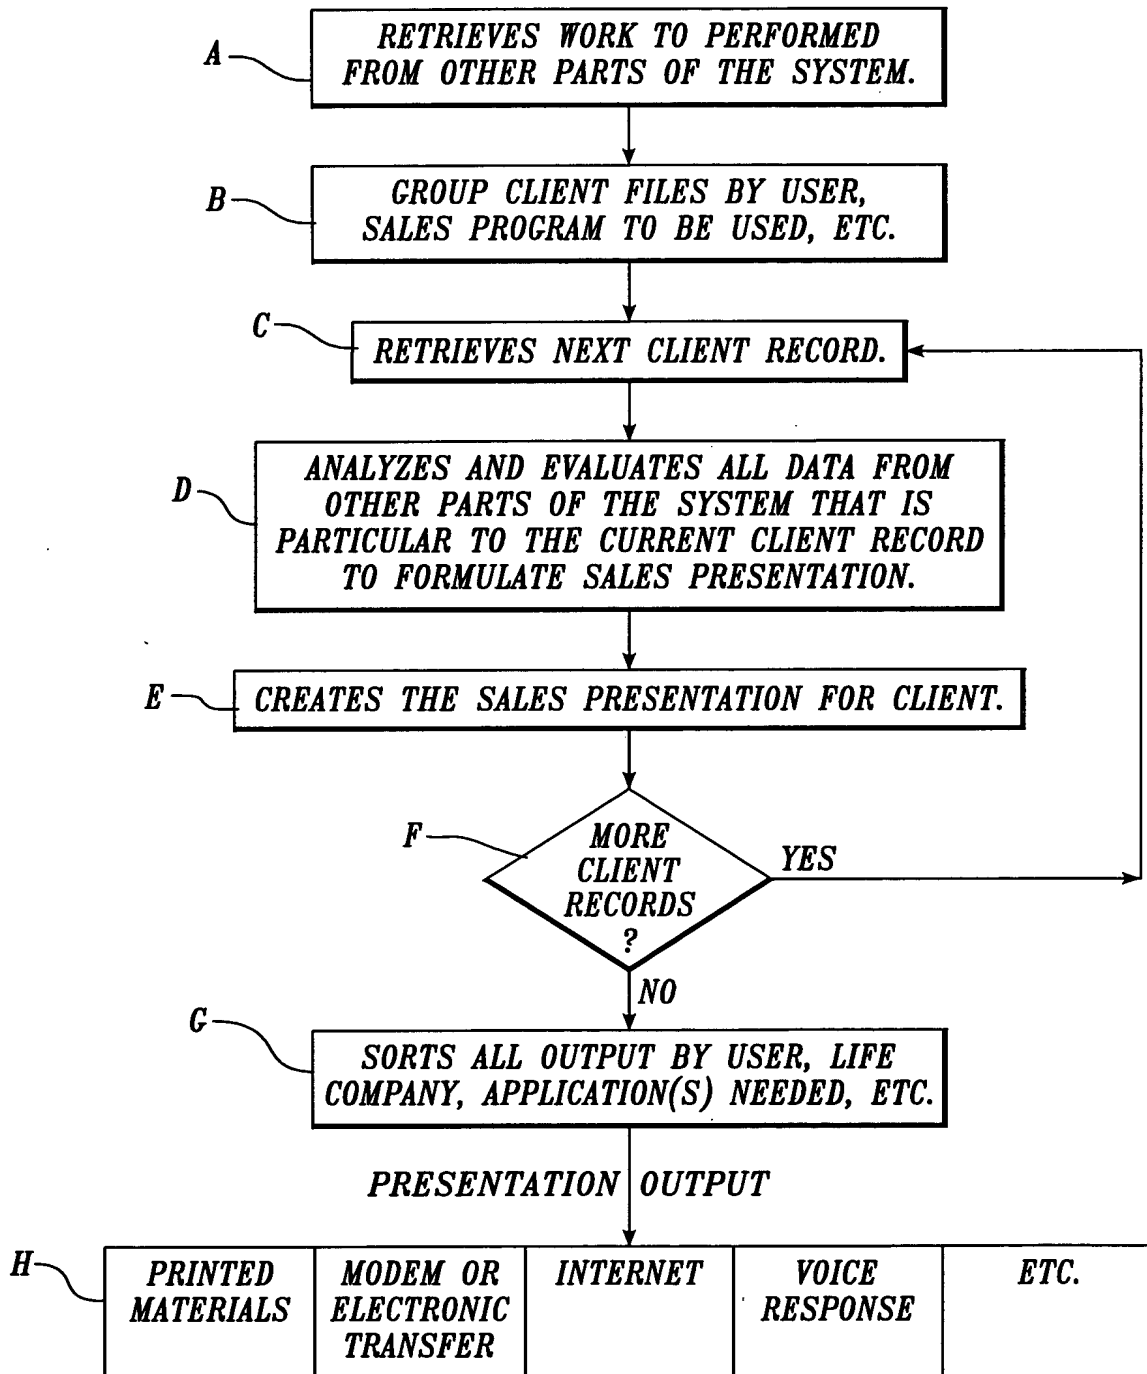 A
RETRIEVES WORK TO PERFORMED
FROM OTHER PARTS OF THE SYSTEM.
B
GROUP CLIENT FILES BY USER,
SALES PROGRAM TO BE USED, ETC.
C
RETRIEVES NEXT CLIENT RECORD.
D
ANALYZES AND EVALUATES ALL DATA FROM
OTHER PARTS OF THE SYSTEM THAT IS
PARTICULAR TO THE CURRENT CLIENT RECORD
TO FORMULATE SALES PRESENTATION.
E
CREATES THE SALES PRESENTATION FOR CLIENT.
F
MORE
CLIENT
RECORDS
?
YES
NO
G
SORTS ALL OUTPUT BY USER, LIFE
COMPANY, APPLICATION(S) NEEDED, ETC.
PRESENTATION OUTPUT
H
PRINTED
MATERIALS
MODEM OR
ELECTRONIC
TRANSFER
INTERNET
VOICE
RESPONSE
ETC.